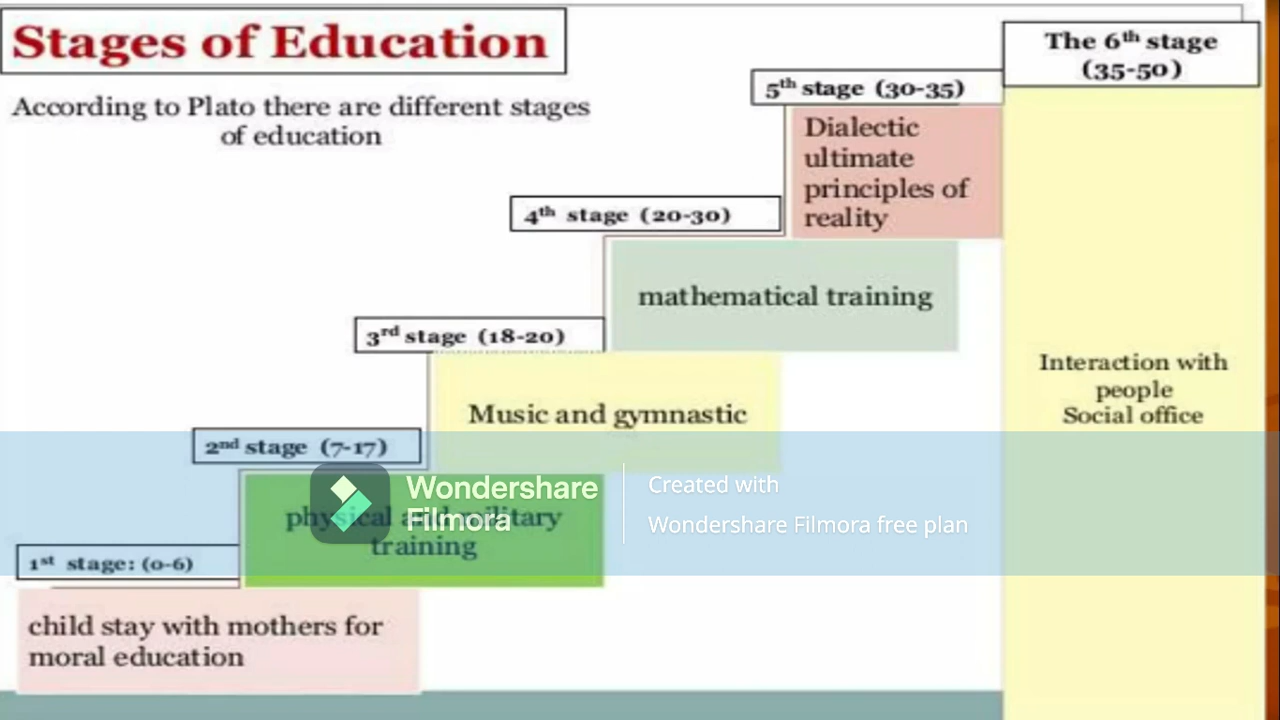 Stages of Education
According to Plato there are different stages
of education
The 6th stage
(35-50)
Interaction with
people
Social office
5th stage (30-35)
Dialectic
ultimate
principles of
reality
4th stage (20-30)
mathematical training
3rd stage (18-20)
Music and gymnastic
2nd stage (7-17)
physical and military
training
1st stage: (0-6)
child stay with mothers for
moral education
Wondershare
Filmora
Created with
Wondershare Filmora free plan